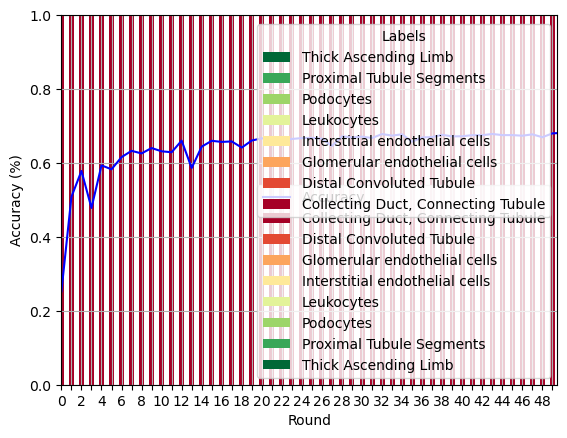 1.0
0.8
0.6
0.4
0.2
0.0
Accuracy (%)
Labels
Thick Ascending Limb
Proximal Tubule Segments
Podocytes
Leukocytes
Interstitial endothelial cells
Glomerular endothelial cells
Distal Convoluted Tubule
Accuracy
Collecting Duct, Connecting Tubule
Collecting Duct, Connecting Tubule
Distal Convoluted Tubule
Glomerular endothelial cells
Interstitial endothelial cells
Leukocytes
Podocytes
Proximal Tubule Segments
Thick Ascending Limb
0 2 4 6 8 10 12 14 16 18 20 22 24 26 28 30 32 34 36 38 40 42 44 46 48
Round